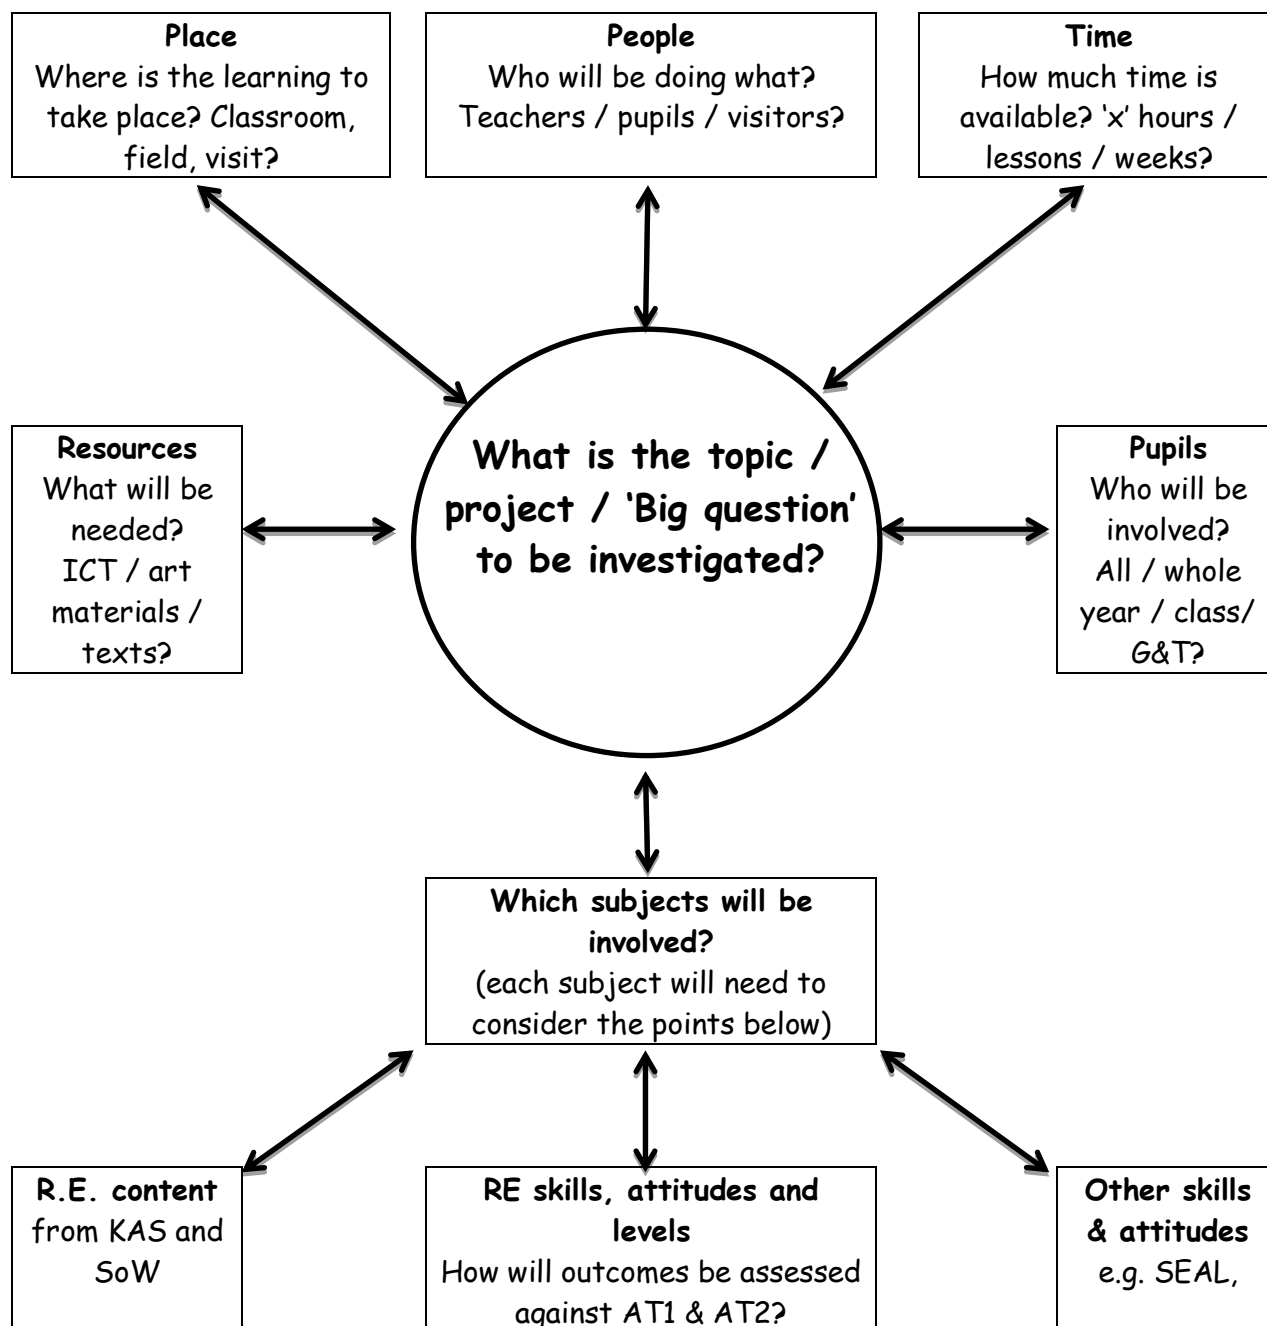 Place
Where is the learning to
take place? Classroom,
field, visit?
People
Who will be doing what?
Teachers / pupils / visitors?
Time
How much time is
available? ‘x’ hours /
lessons / weeks?
Resources
What will be
needed?
ICT / art
materials /
texts?
What is the topic /
project / ‘Big question’
to be investigated?
Pupils
Who will be
involved?
All / whole
year / class/
G&T?
Which subjects will be
involved?
(each subject will need to
consider the points below)
R.E. content
from KAS and
SoW
RE skills, attitudes and
levels
How will outcomes be assessed
against AT1 & AT2?
Other skills
& attitudes
e.g. SEAL,